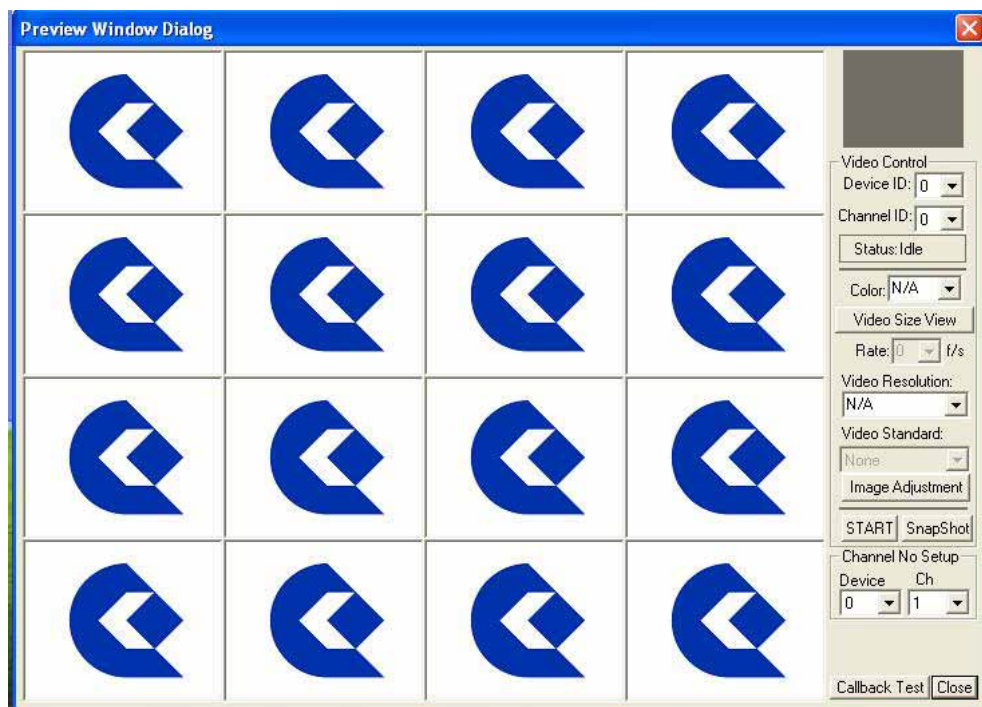 Preview Window Dialog
Video Control
Device ID: 0
Channel ID: 0
Status: Idle
Color: N/A
Video Size View
Rate: 0 f/s
Video Resolution:
N/A
Video Standard:
None
Image Adjustment
START SnapShot
Channel No Setup
Device Ch
0 1
Callback Test Close